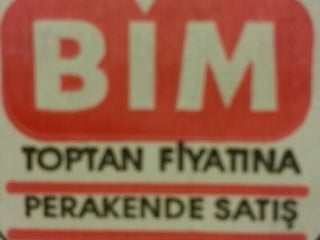 BİM
TOPTAN FİYATINA
PERAKENDE SATIŞ